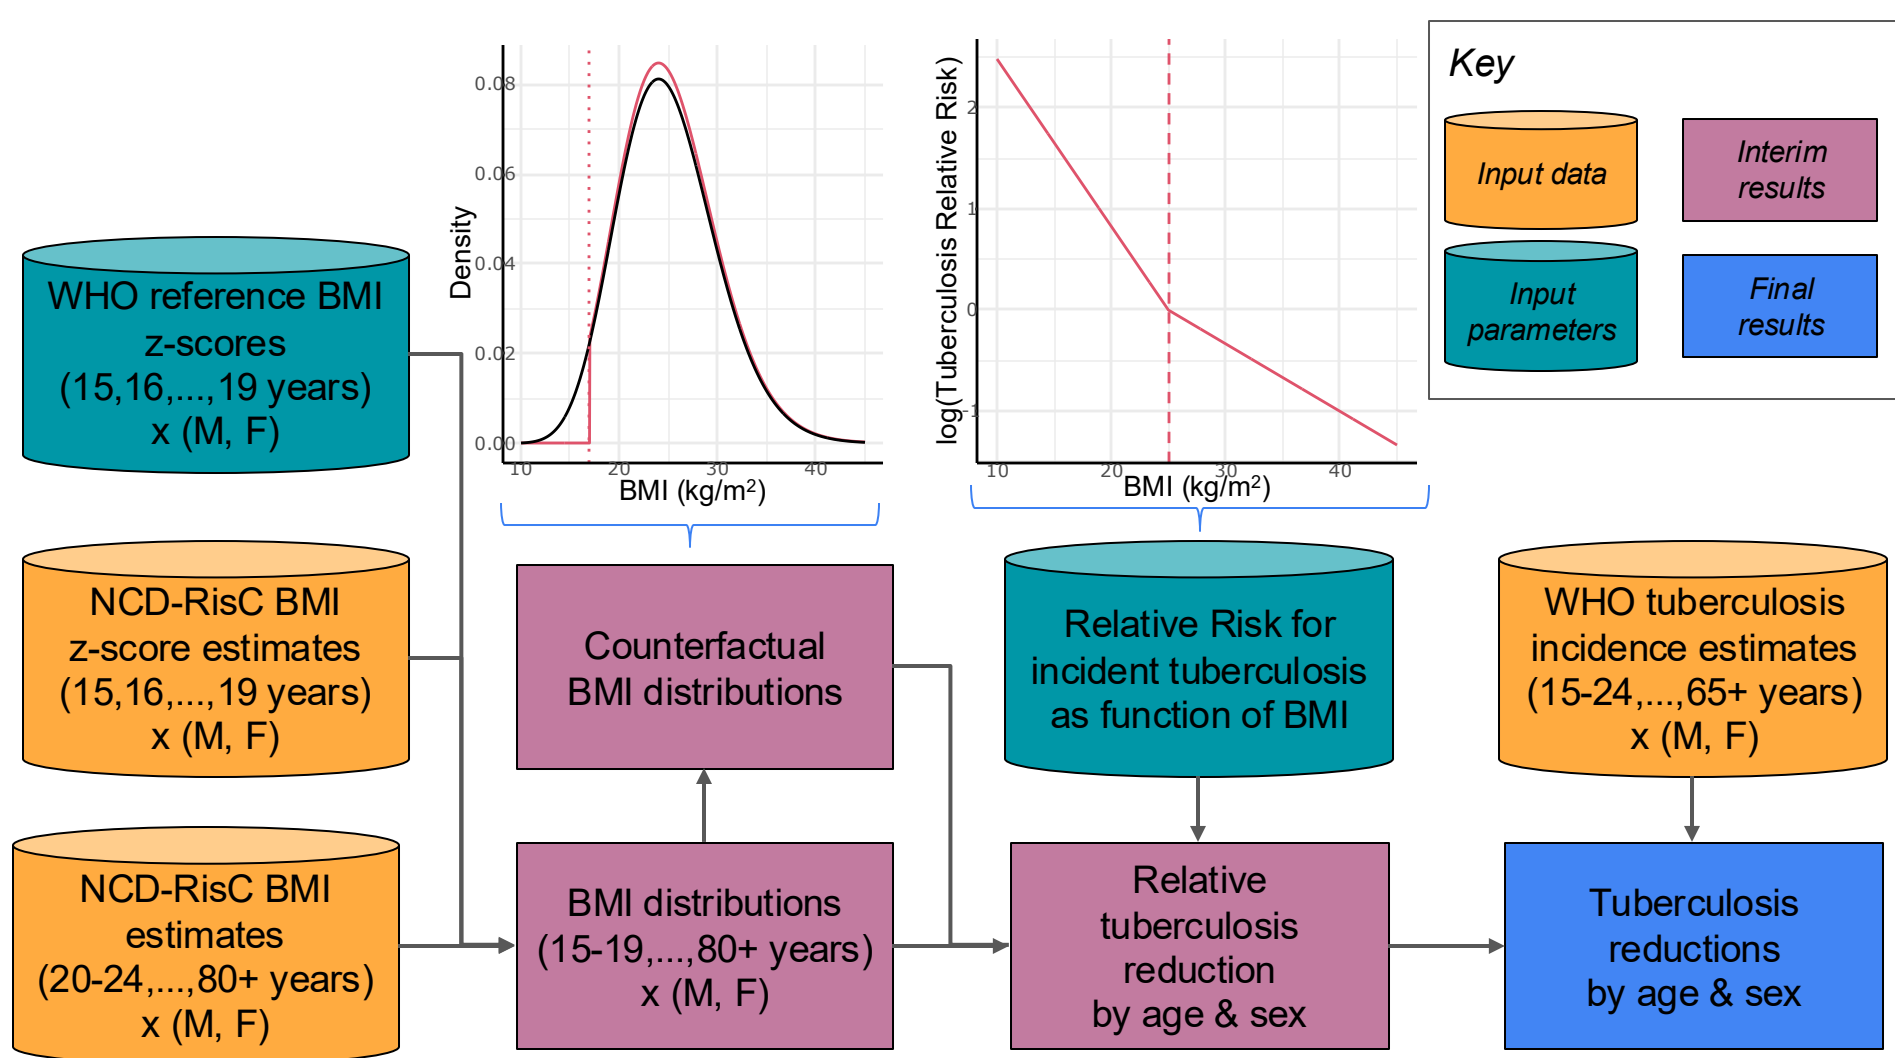 0.08
0.06
0.04
0.02
0.00
Density
10
20
30
40
BMI (kg/m²)
log(Tuberculosis Relative Risk)
2
1
0
-1
10
20
30
40
BMI (kg/m²)
Key
Input data
Interim
results
Input
parameters
Final
results
WHO reference BMI
z-scores
(15,16,...,19 years)
x (M, F)
NCD-RisC BMI
z-score estimates
(15,16,...,19 years)
x (M, F)
NCD-RisC BMI
estimates
(20-24,...,80+ years)
x (M, F)
Counterfactual
BMI distributions
BMI distributions
(15-19,...,80+ years)
x (M, F)
Relative Risk for
incident tuberculosis
as function of BMI
Relative
tuberculosis
reduction
by age & sex
WHO tuberculosis
incidence estimates
(15-24,...,65+ years)
x (M, F)
Tuberculosis
reductions
by age & sex